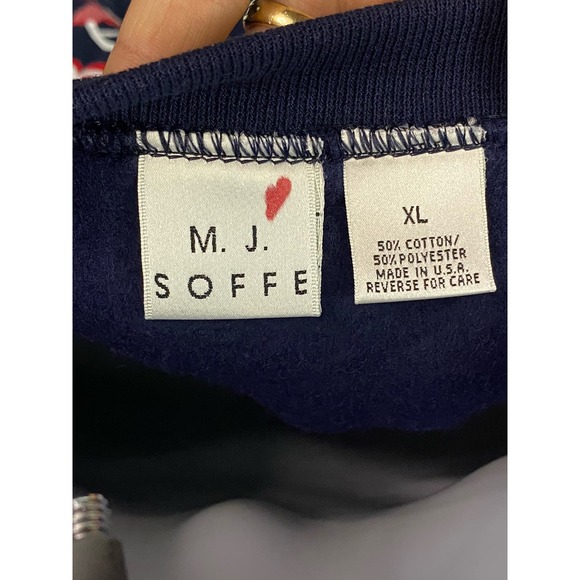 M. J.
SOFFE
XL
50% COTTON/
50% POLYESTER
MADE IN U.S.A.
REVERSE FOR CARE